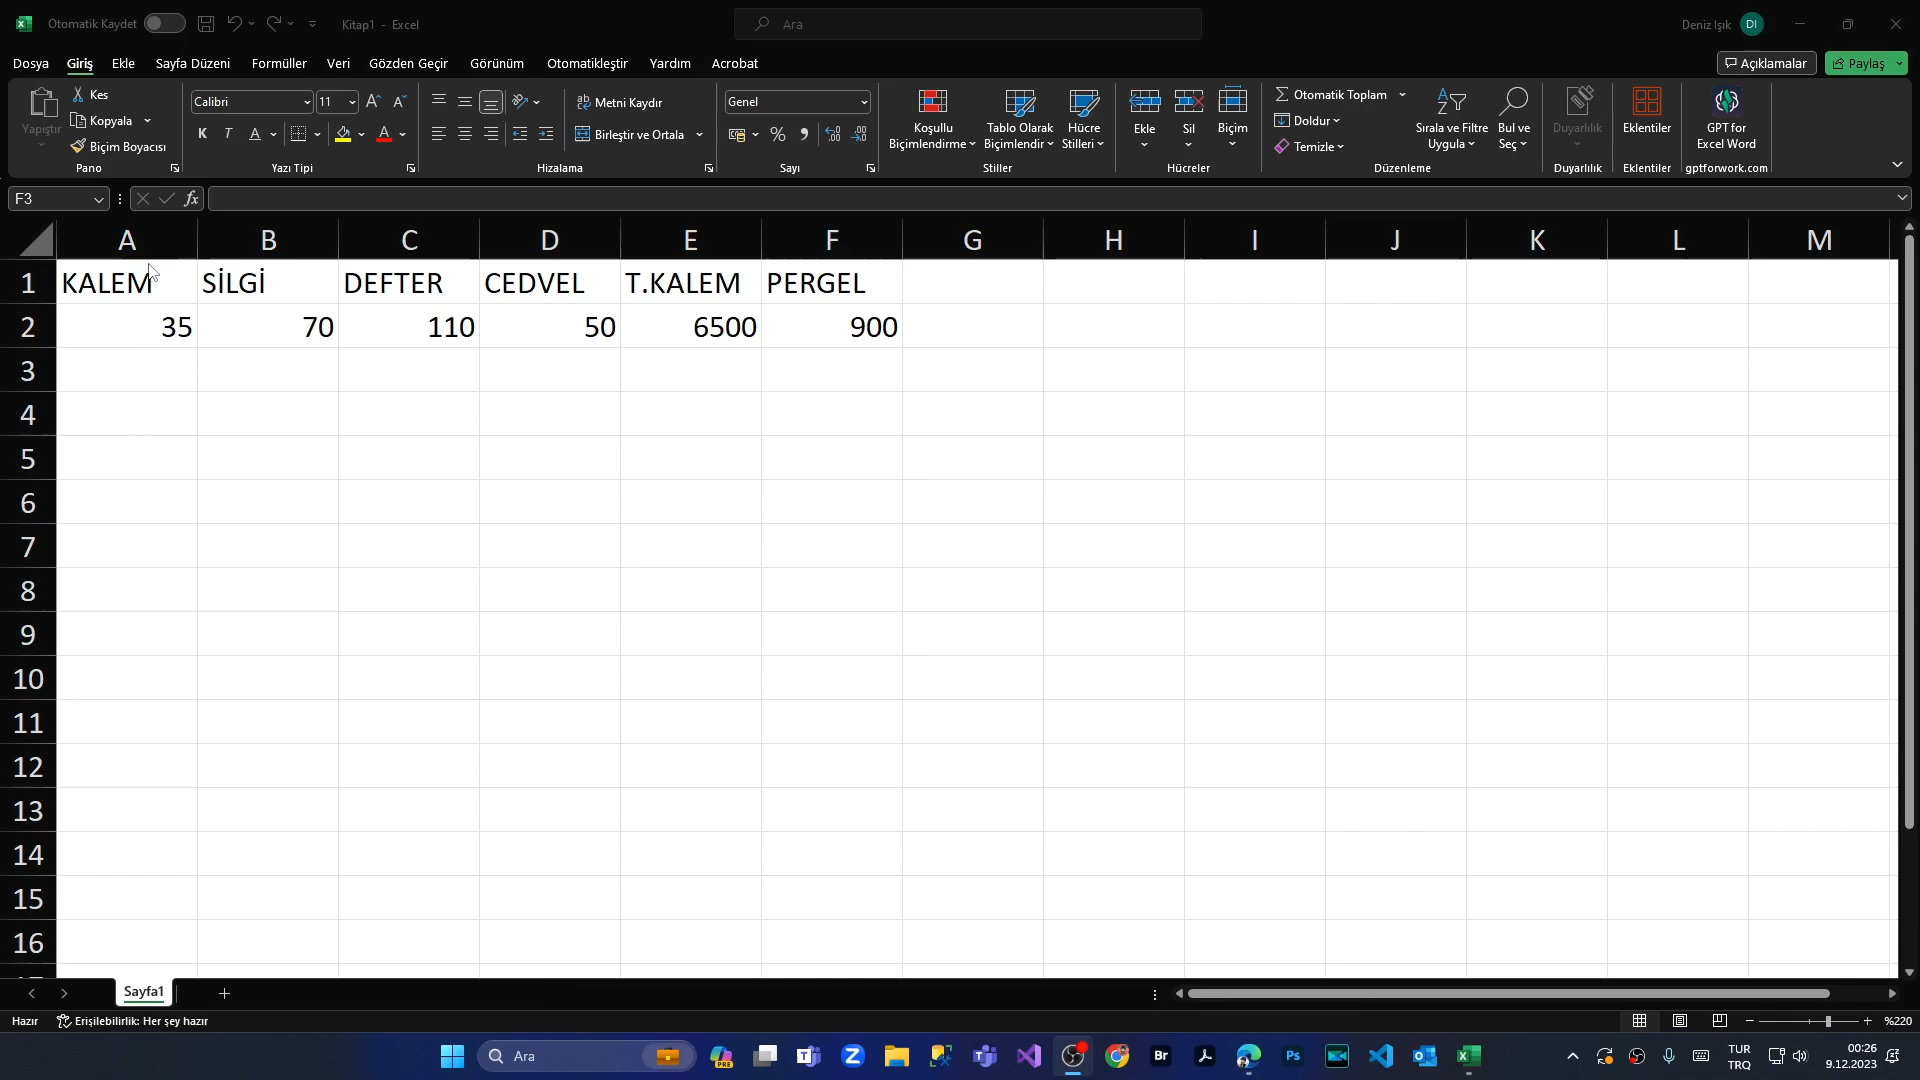 Otomatik Kaydet
Kitap1 - Excel
Ara
Deniz Işık
DI
Dosya Giriş Ekle Sayfa Düzeni Formüller Veri Gözden Geçir Görünüm Otomatikleştir Yardım Acrobat
Açıklamalar
Paylaş
Yapıştır
Kes
Kopyala
Biçim Boyacısı
Pano
Calibri
11
K T A
Yazı Tipi
Metni Kaydır
Birleştir ve Ortala
Hizalama
Genel
Sayı
Koşullu Biçimlendirme
Tablo Olarak Biçimlendir
Hücre Stilleri
Stiller
Ekle
Sil
Biçim
Hücreler
Otomatik Toplam
Doldur
Temizle
Sırala ve Filtre Uygula
Bul ve Seç
Düzenleme
Duyarlılık
Duyarlılık
Eklentiler
Eklentiler
GPT for Excel Word
gptforwork.com
F3
fx
A B C D E F G H I J K L M
1 KALEM SİLGİ DEFTER CEDVEL T.KALEM PERGEL
2 35 70 110 50 6500 900
3
4
5
6
7
8
9
10
11
12
13
14
15
16
Sayfa1
Hazır
Erişilebilirlik: Her şey hazır
%220
Ara
PRE
Br
Ps
TUR
TRQ
00:26
9.12.2023